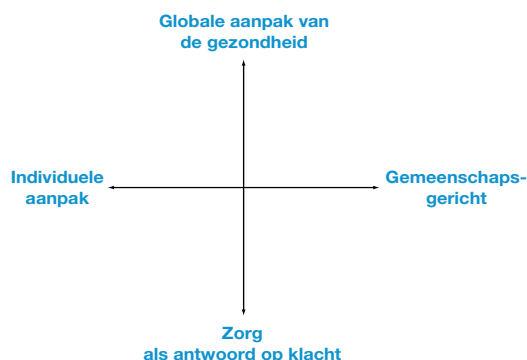 Globale aanpak van
de gezondheid
Individuele
aanpak
Gemeenschaps-
gericht
Zorg
als antwoord op klacht